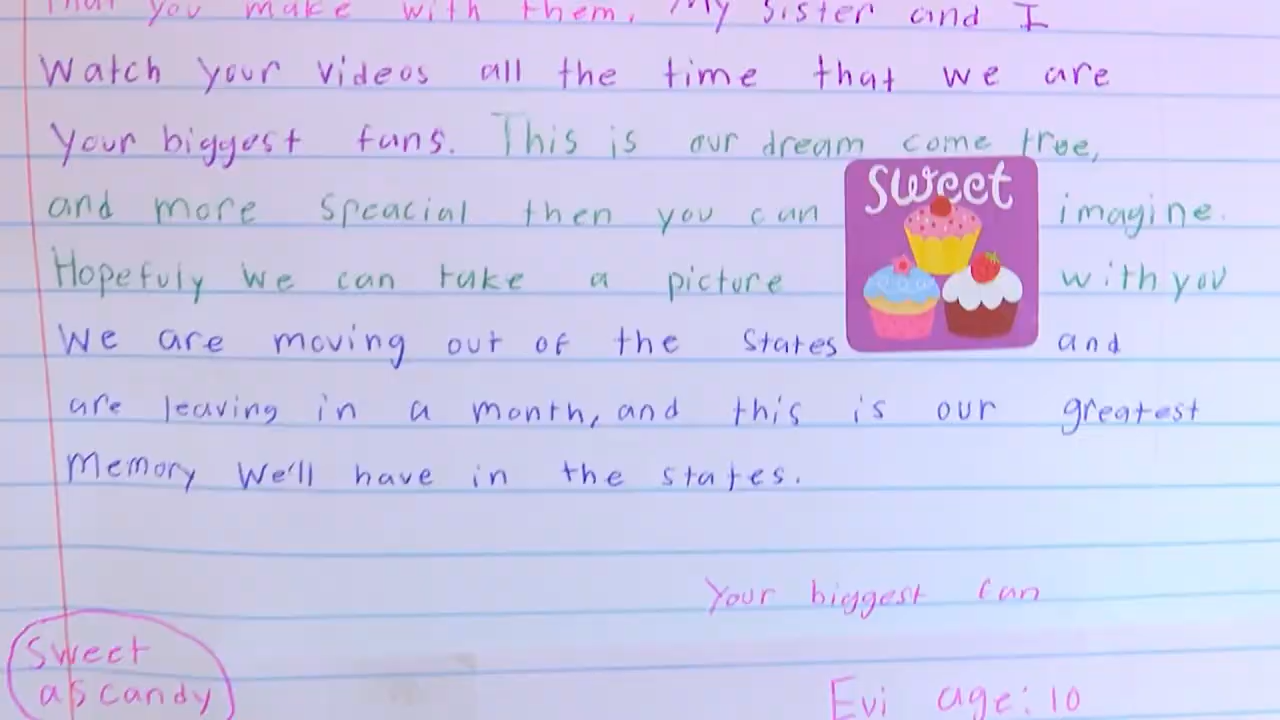 That you make with them. My sister and I
Watch your videos all the time that we are
Your biggest fans. This is our dream come troe,
and more speacial then you can imagine.
Sweet
Hopefuly we can take a picture with you
We are moving out of the states and
are leaving in a month, and this is our greatest
Memory We'll have in the states.
Your biggest can
Sweet
as candy
Evi age: 10